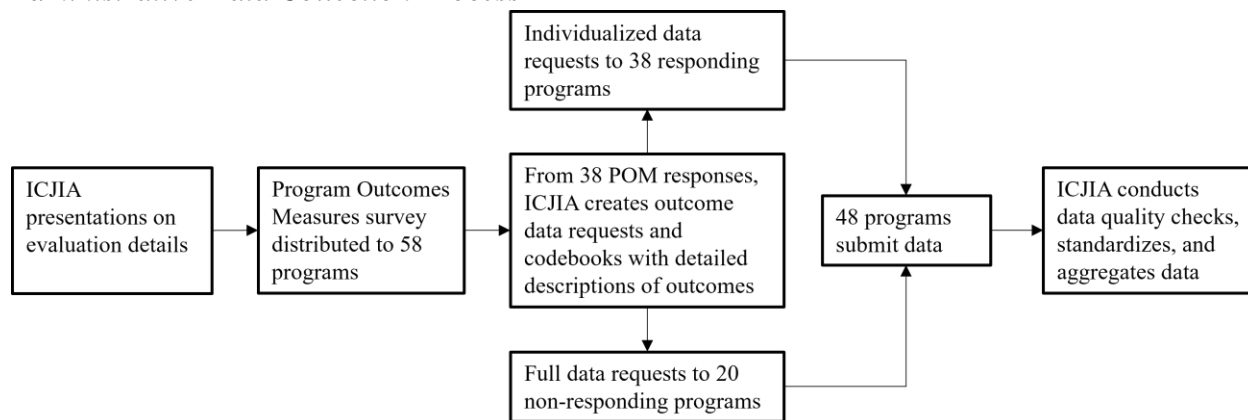 ICJIA
presentations on
evaluation details
Program Outcomes
Measures survey
distributed to 58
programs
Individualized data
requests to 38 responding
programs
From 38 POM responses,
ICJIA creates outcome
data requests and
codebooks with detailed
descriptions of outcomes
Full data requests to 20
non-responding programs
48 programs
submit data
ICJIA conducts
data quality checks,
standardizes, and
aggregates data